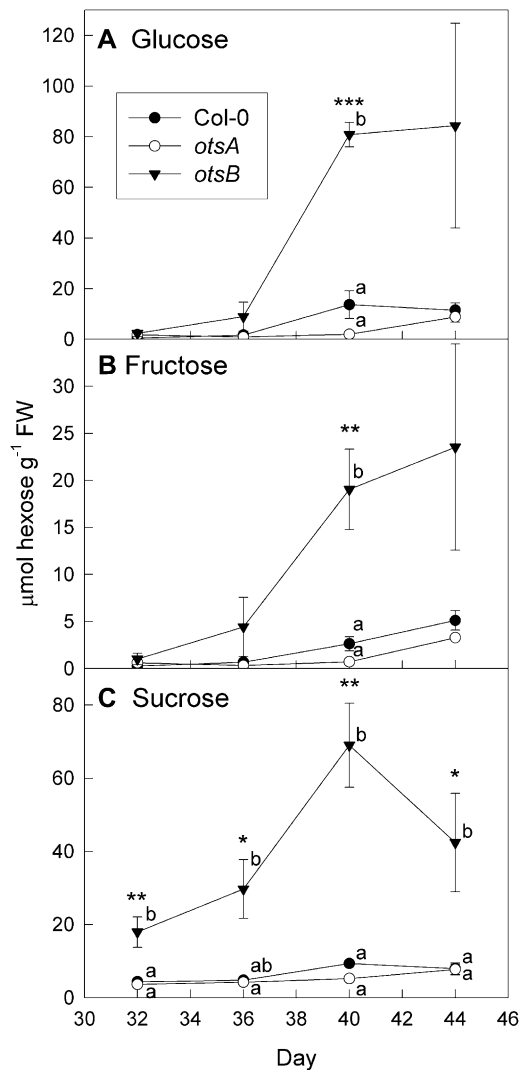 A Glucose
120
100
80
60
40
20
0
Col-0
otsA
otsB
***
b
a
a
B Fructose
30
25
20
15
10
5
0
**
b
a
a
µmol hexose g⁻¹ FW
C Sucrose
80
60
40
20
0
**
b
*
b
**
b
*
b
a
a
ab
a
a
a
a
a
30 32 34 36 38 40 42 44 46
Day